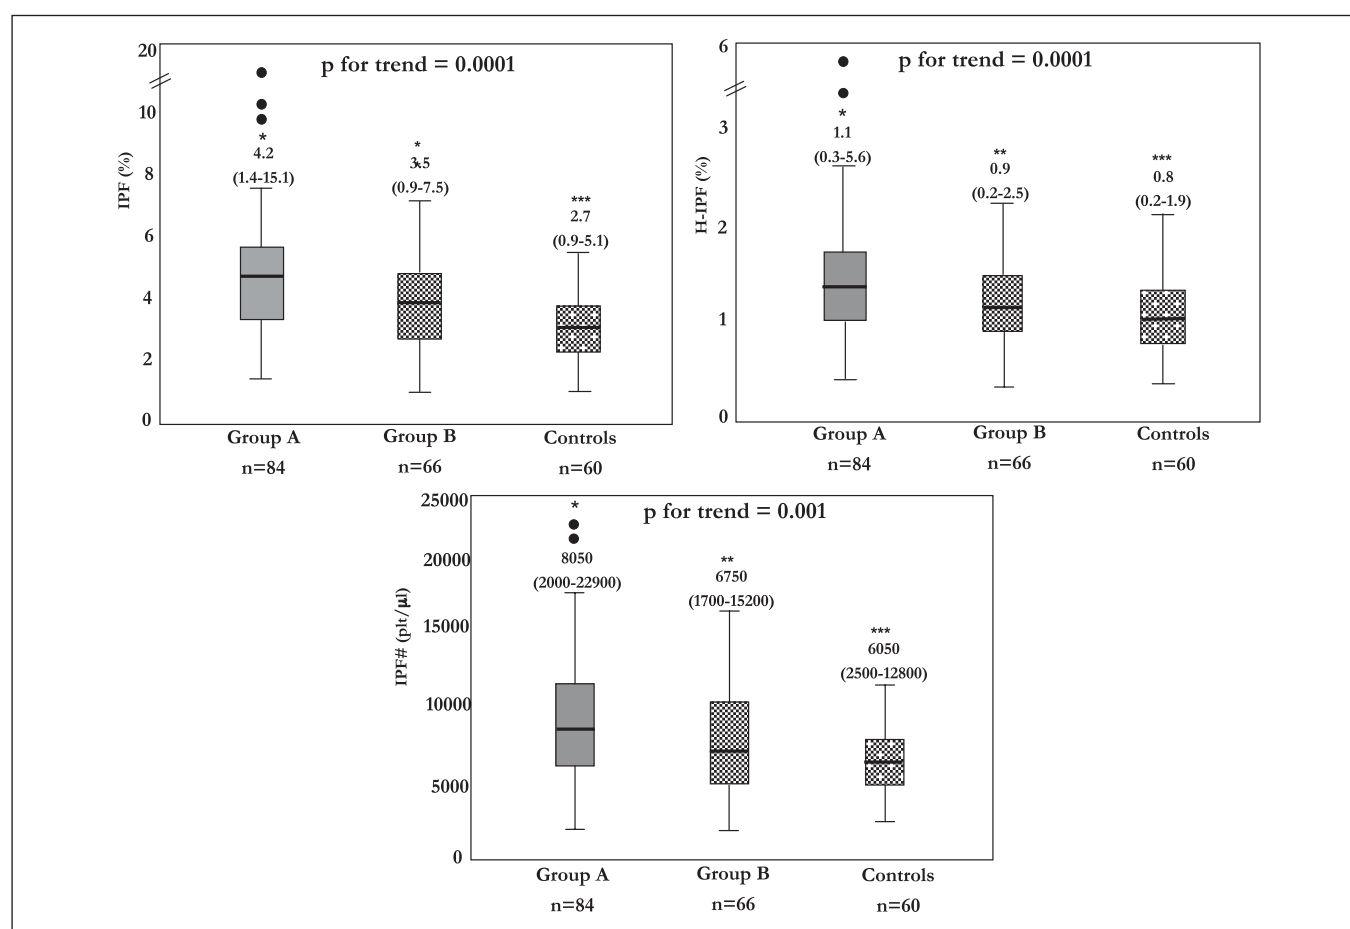 p for trend = 0.0001
IPF (%)
20
10
8
6
4
2
0
*
4.2
(1.4-15.1)
*
3.5
(0.9-7.5)
***
2.7
(0.9-5.1)
Group A
Group B
Controls
n=84
n=66
n=60
p for trend = 0.0001
H-IPF (%)
6
3
2
1
0
*
1.1
(0.3-5.6)
**
0.9
(0.2-2.5)
***
0.8
(0.2-1.9)
Group A
Group B
Controls
n=84
n=66
n=60
p for trend = 0.001
IPF# (plt/µl)
25000
20000
15000
10000
5000
0
*
8050
(2000-22900)
**
6750
(1700-15200)
***
6050
(2500-12800)
Group A
Group B
Controls
n=84
n=66
n=60